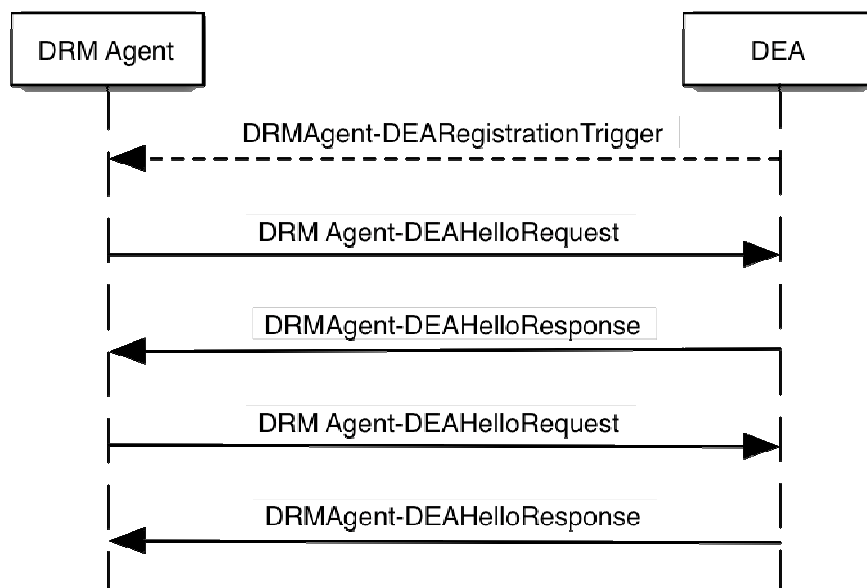 DRM Agent
DEA
DRMAgent-DEARegistrationTrigger
DRM Agent-DEAHelloRequest
DRMAgent-DEAHelloResponse
DRM Agent-DEAHelloRequest
DRMAgent-DEAHelloResponse